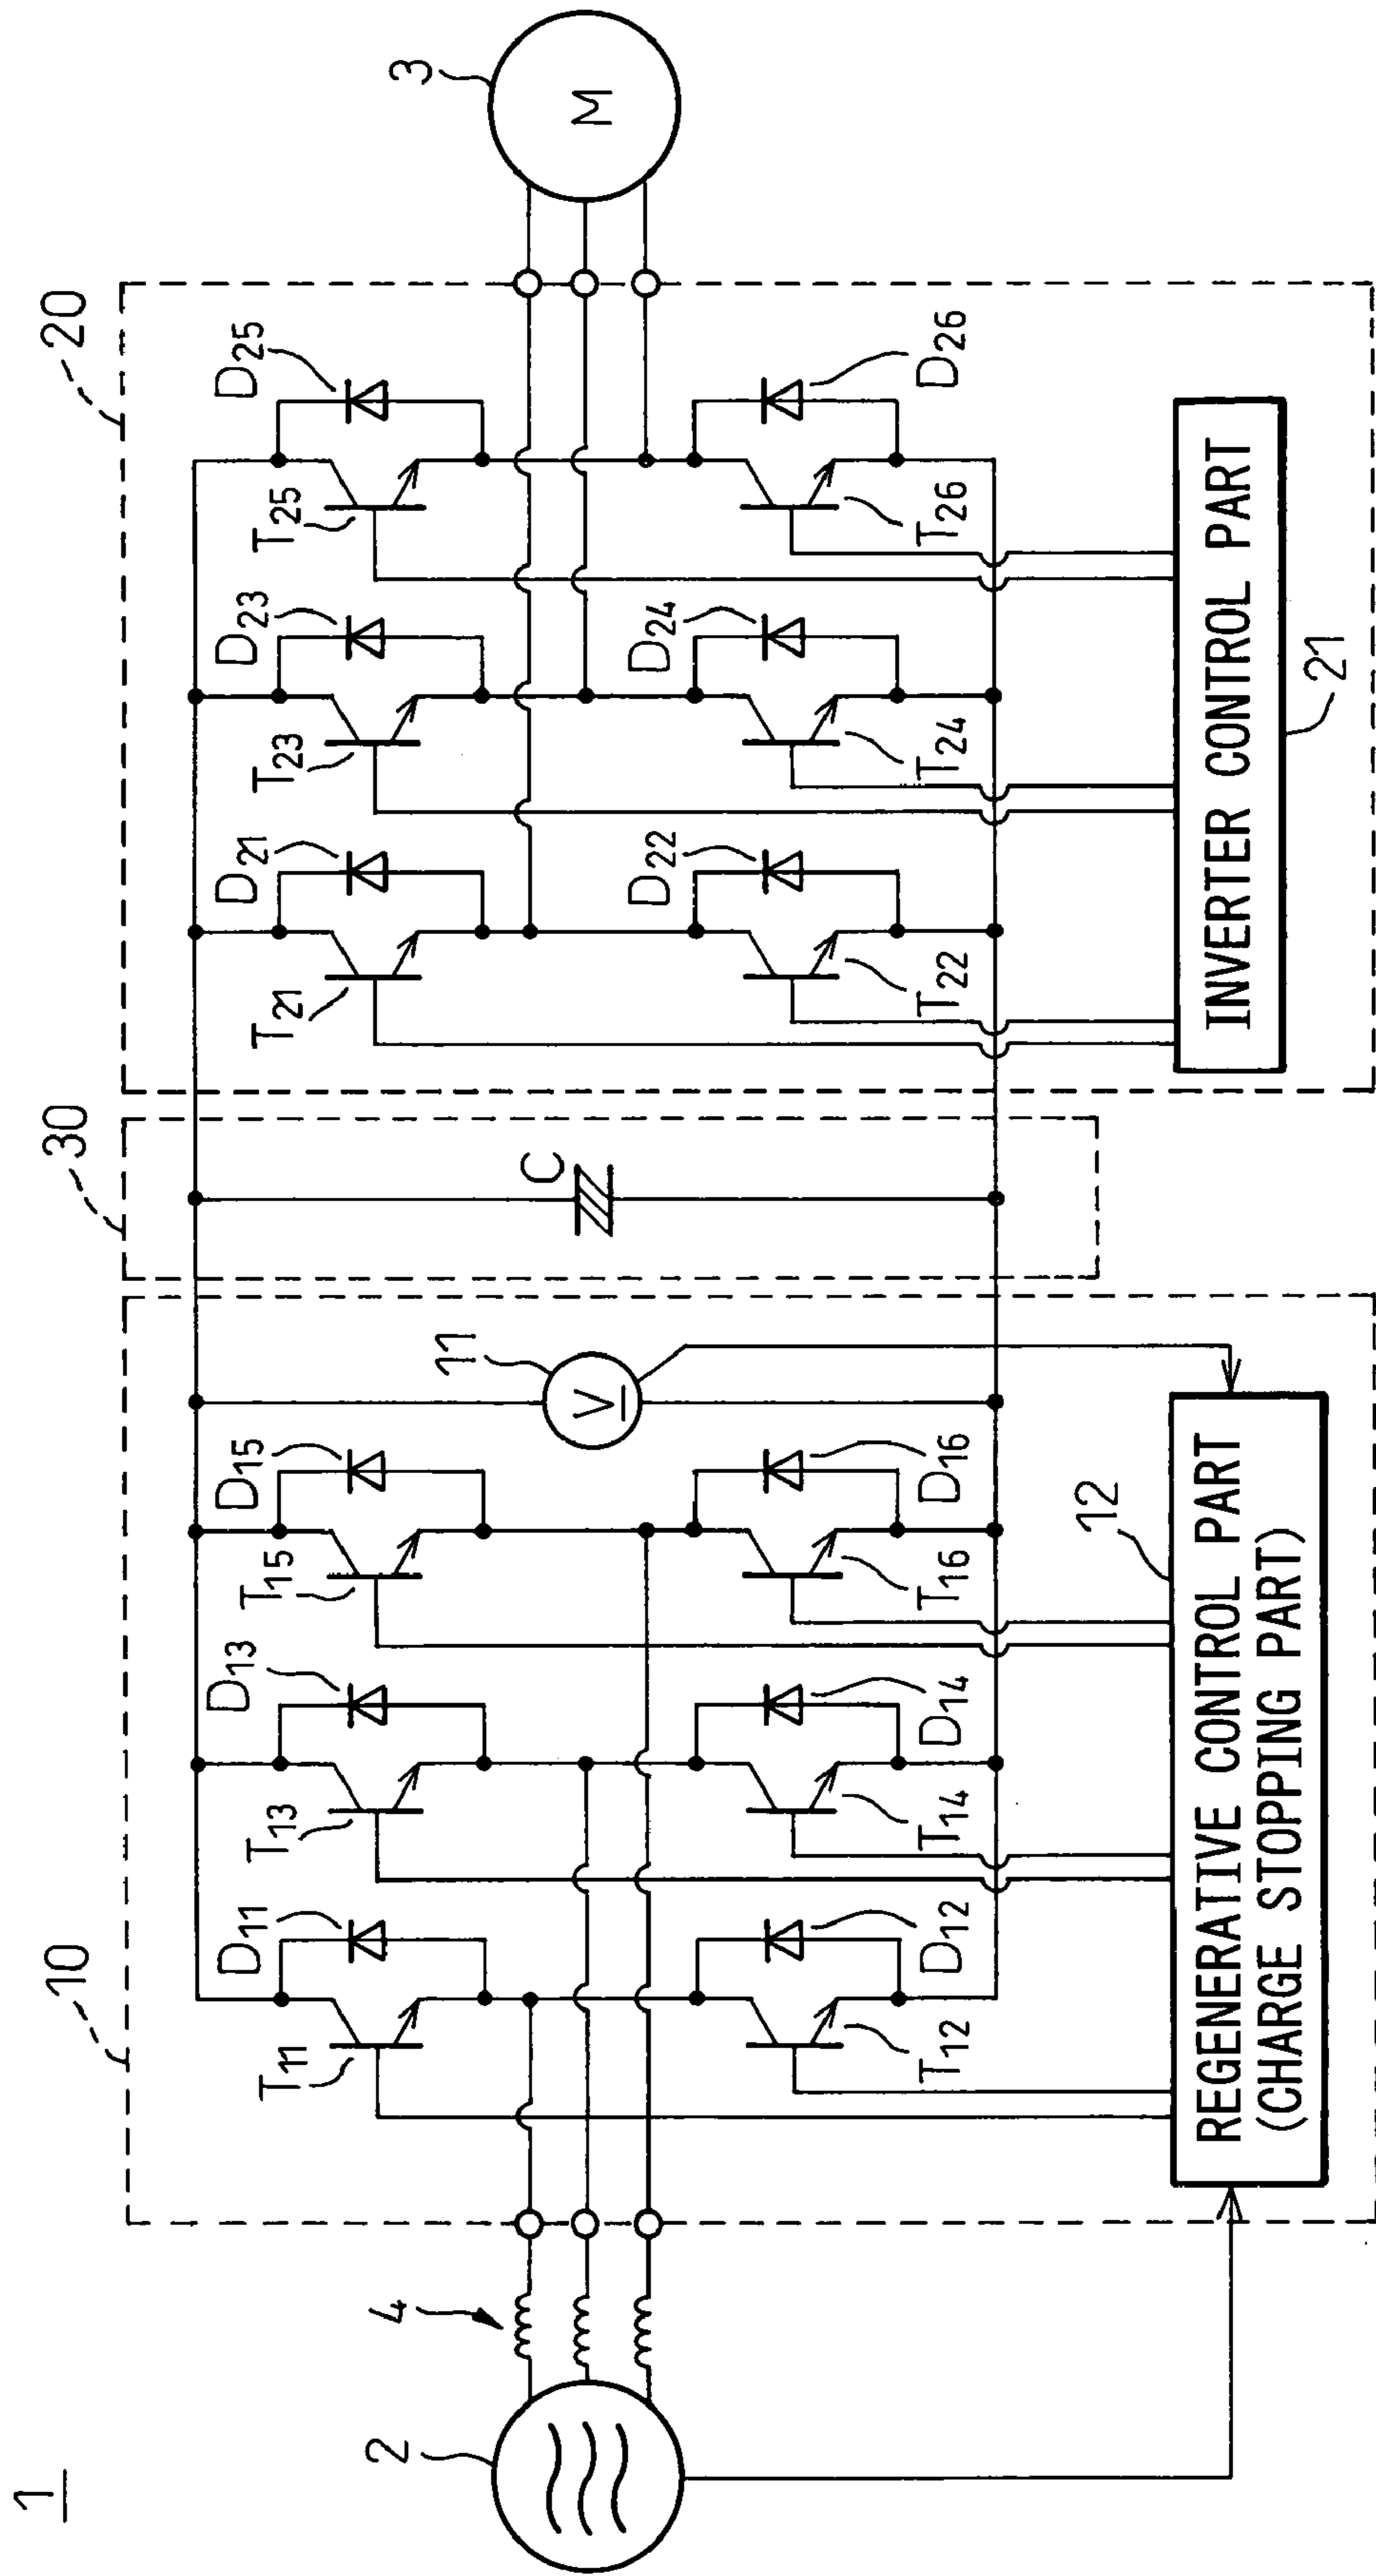 1
10
30
20
D11
D13
D15
D21
D23
D25
T11
T13
T15
T21
T23
T25
2
4
11
V
C
3
M
D12
D14
D16
D22
D24
D26
T12
T14
T16
T22
T24
T26
12
REGENERATIVE CONTROL PART
(CHARGE STOPPING PART)
INVERTER CONTROL PART
21